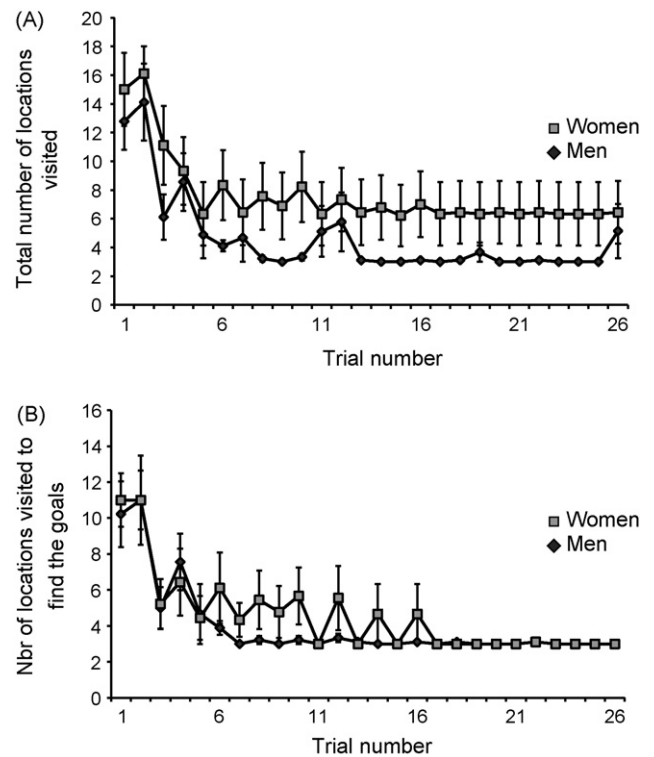 (A)
Total number of locations
visited
20
18
16
14
12
10
8
6
4
2
0
Women
Men
1 6 11 16 21 26
Trial number
(B)
Nbr of locations visited to
find the goals
16
14
12
10
8
6
4
2
0
Women
Men
1 6 11 16 21 26
Trial number